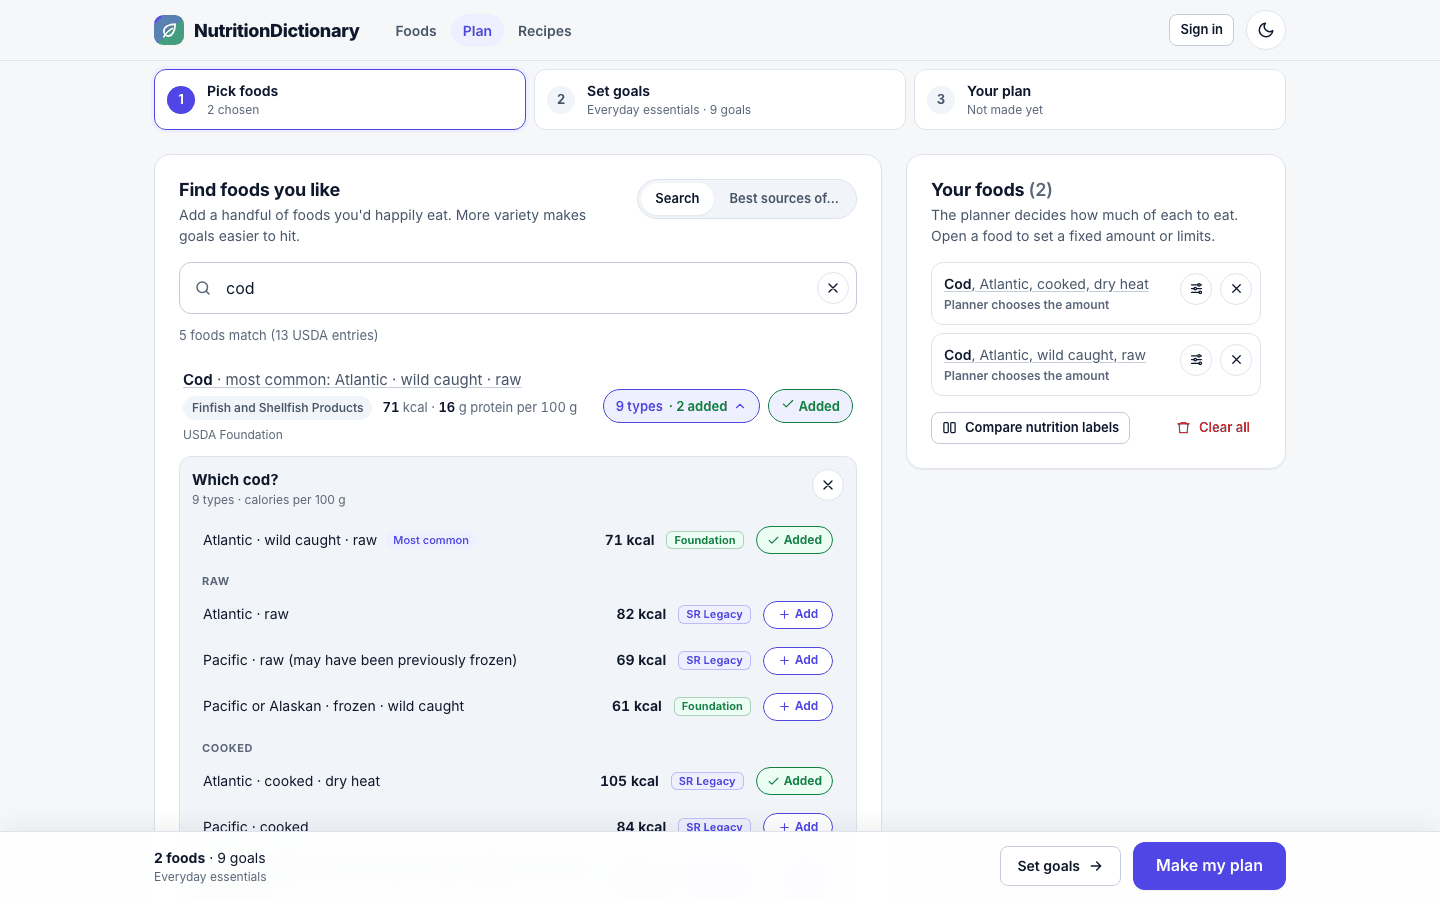 NutritionDictionary
Foods
Plan
Recipes
Sign in
1
Pick foods
2 chosen
2
Set goals
Everyday essentials · 9 goals
3
Your plan
Not made yet
Find foods you like
Add a handful of foods you'd happily eat. More variety makes
goals easier to hit.
Search
Best sources of...
cod
5 foods match (13 USDA entries)
Cod · most common: Atlantic · wild caught · raw
Finfish and Shellfish Products
71 kcal · 16 g protein per 100 g
USDA Foundation
9 types · 2 added
Added
Which cod?
9 types · calories per 100 g
Atlantic · wild caught · raw Most common 71 kcal Foundation Added
RAW
Atlantic · raw 82 kcal SR Legacy Add
Pacific · raw (may have been previously frozen) 69 kcal SR Legacy Add
Pacific or Alaskan · frozen · wild caught 61 kcal Foundation Add
COOKED
Atlantic · cooked · dry heat 105 kcal SR Legacy Added
Pacific · cooked 84 kcal SR Legacy Add
Your foods (2)
The planner decides how much of each to eat.
Open a food to set a fixed amount or limits.
Cod, Atlantic, cooked, dry heat
Planner chooses the amount
Cod, Atlantic, wild caught, raw
Planner chooses the amount
Compare nutrition labels
Clear all
2 foods · 9 goals
Everyday essentials
Set goals
Make my plan